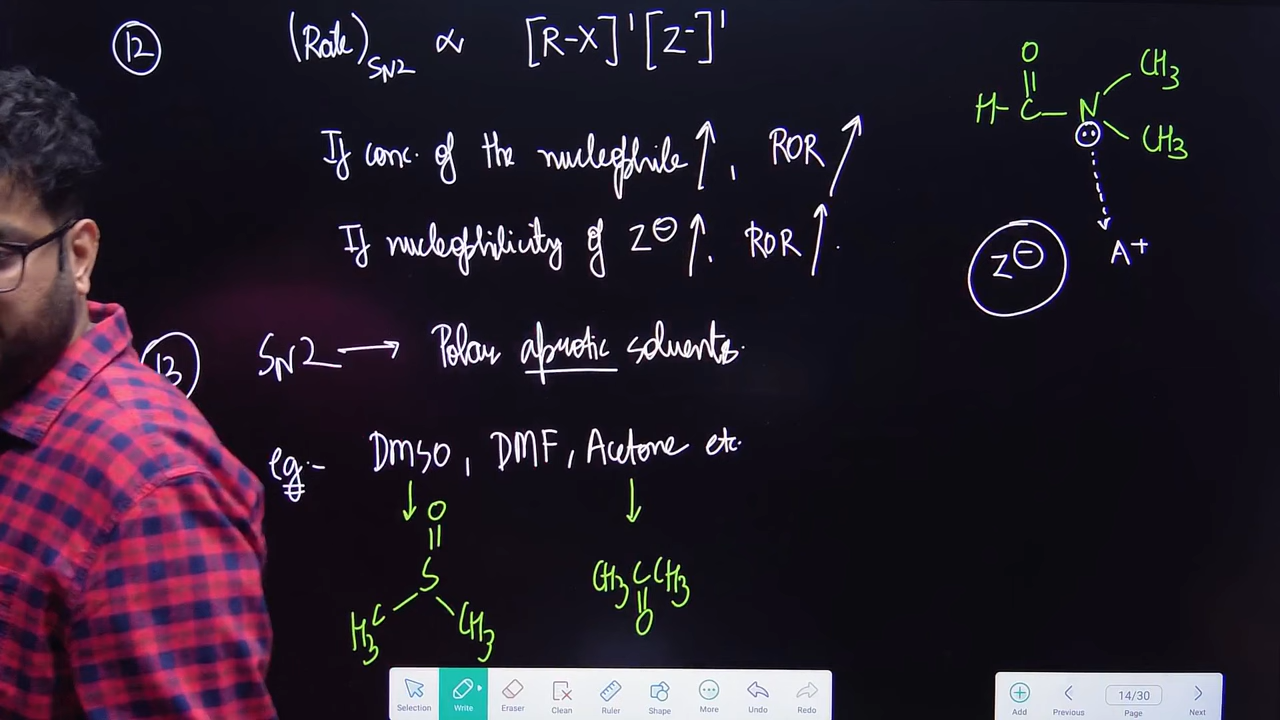 12 (Rate)SN2 ∝ [R-X]' [Z-]'
If conc. of the nucleophile ↑, ROR ↑
If nucleophilicity of Z⊖ ↑, ROR ↑.
13 SN2 → Polar aprotic solvents.
eg:- DMSO, DMF, Acetone etc.
O
S
H3C CH3
CH3CCH3
O
O
H-C-N CH3
CH3
Z⊖ A+
Selection Write Eraser Clean Ruler Shape More Undo Redo
14/30
Add Previous Page Next